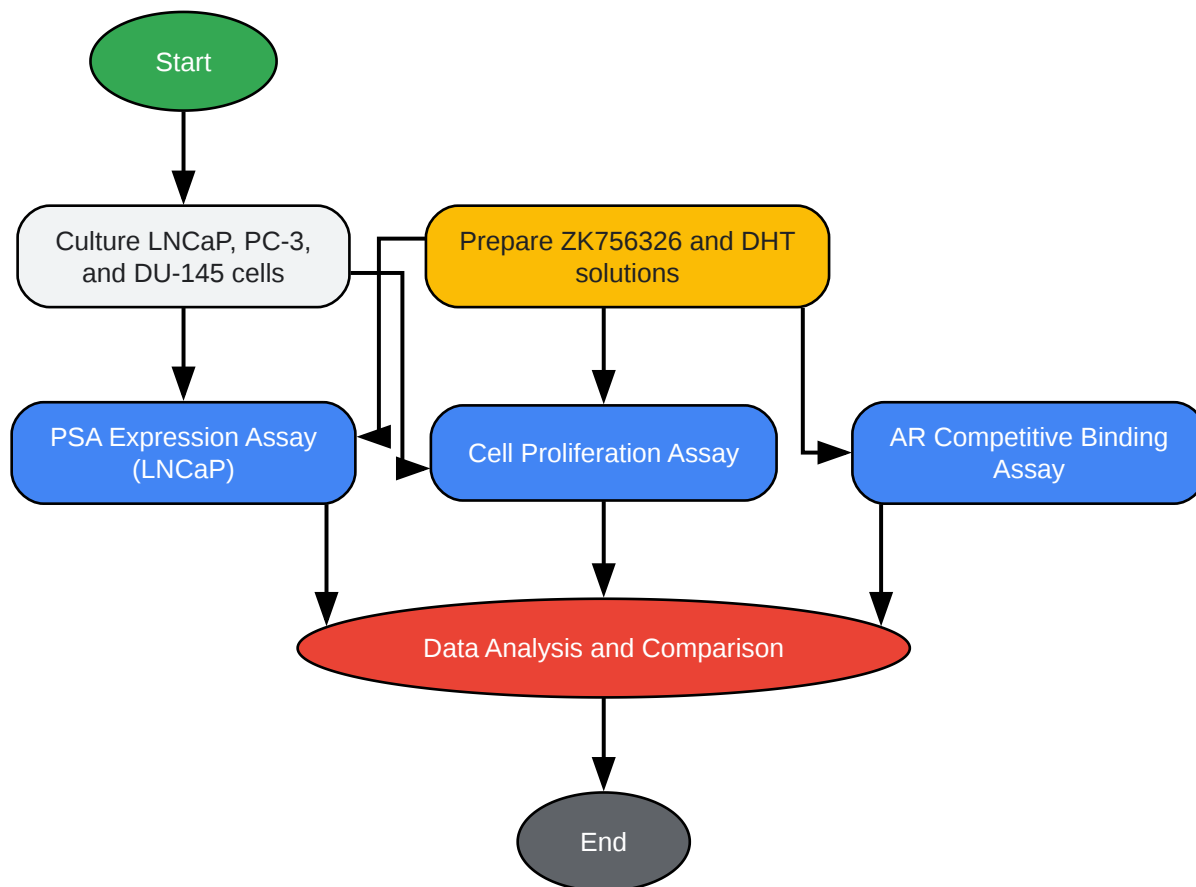 Start
Culture LNCaP, PC-3,
and DU-145 cells
Prepare ZK756326 and DHT
solutions
PSA Expression Assay
(LNCaP)
Cell Proliferation Assay
AR Competitive Binding
Assay
Data Analysis and Comparison
End